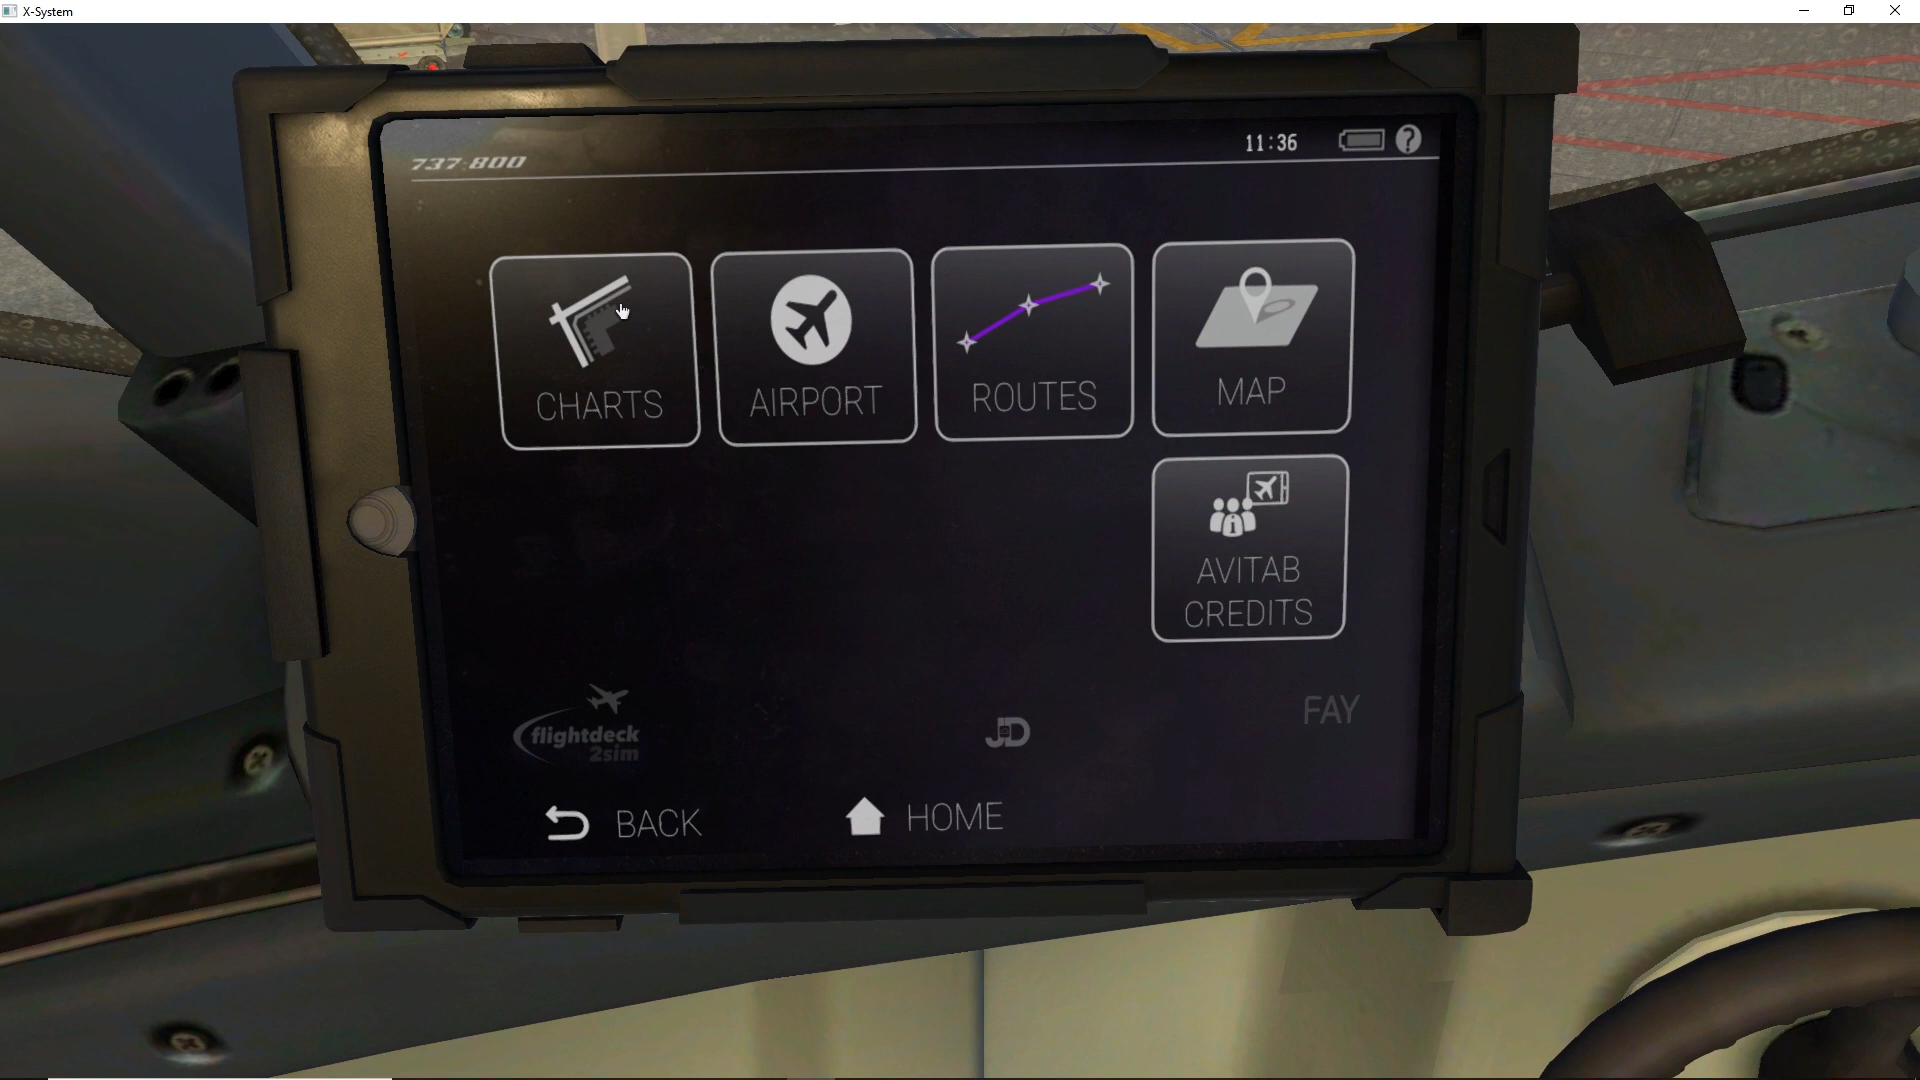 X-System
11:36
737-800
CHARTS
AIRPORT
ROUTES
MAP
AVITAB
CREDITS
flightdeck
2sim
JD
FAY
BACK
HOME